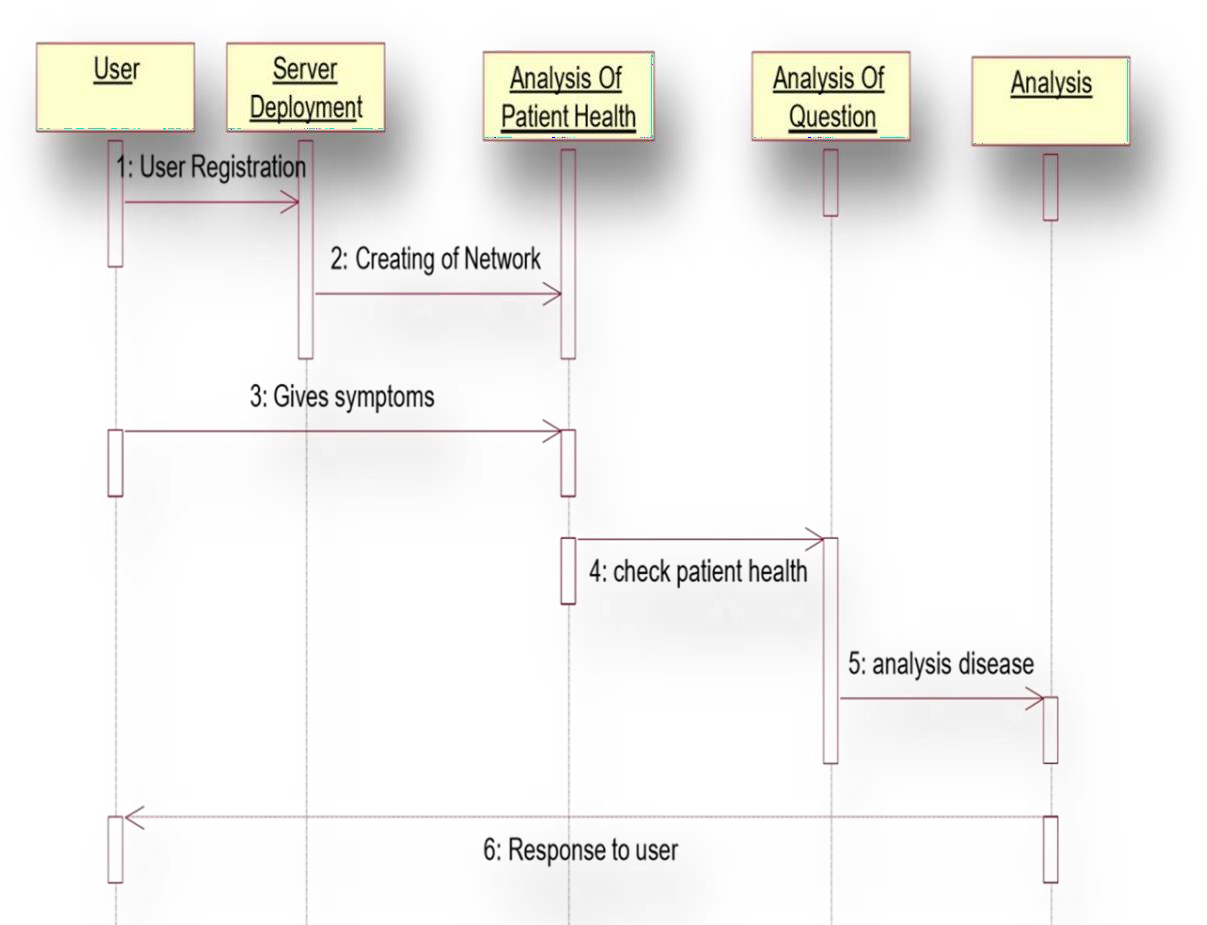 User
Server
Deployment
Analysis Of
Patient Health
Analysis Of
Question
Analysis
1: User Registration
2: Creating of Network
3: Gives symptoms
4: check patient health
5: analysis disease
6: Response to user